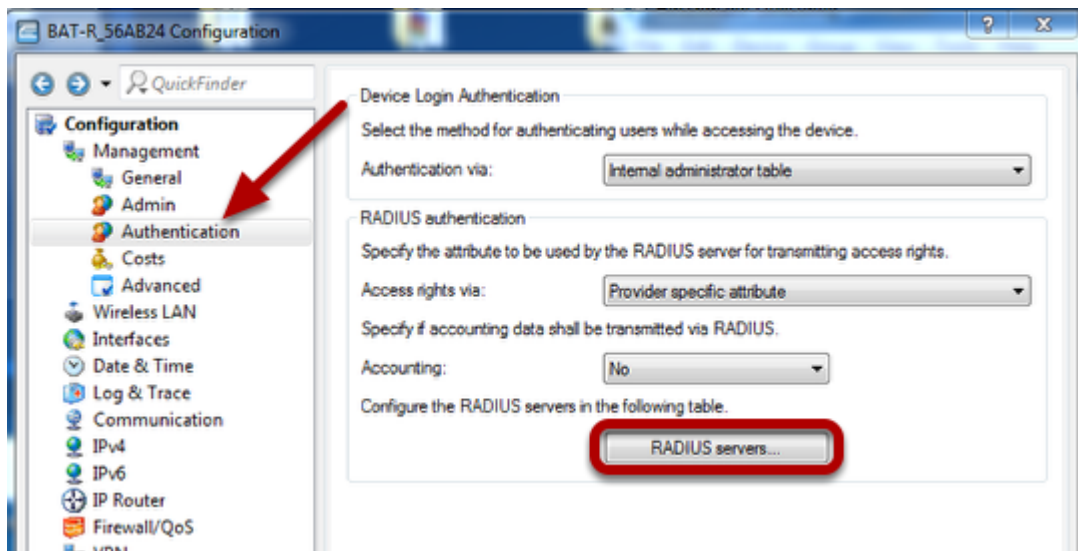 BAT-R_56AB24 Configuration
QuickFinder
Configuration
Management
General
Admin
Authentication
Costs
Advanced
Wireless LAN
Interfaces
Date & Time
Log & Trace
Communication
IPv4
IPv6
IP Router
Firewall/QoS
VPN
Device Login Authentication
Select the method for authenticating users while accessing the device.
Authentication via:
Internal administrator table
RADIUS authentication
Specify the attribute to be used by the RADIUS server for transmitting access rights.
Access rights via:
Provider specific attribute
Specify if accounting data shall be transmitted via RADIUS.
Accounting:
No
Configure the RADIUS servers in the following table.
RADIUS servers...